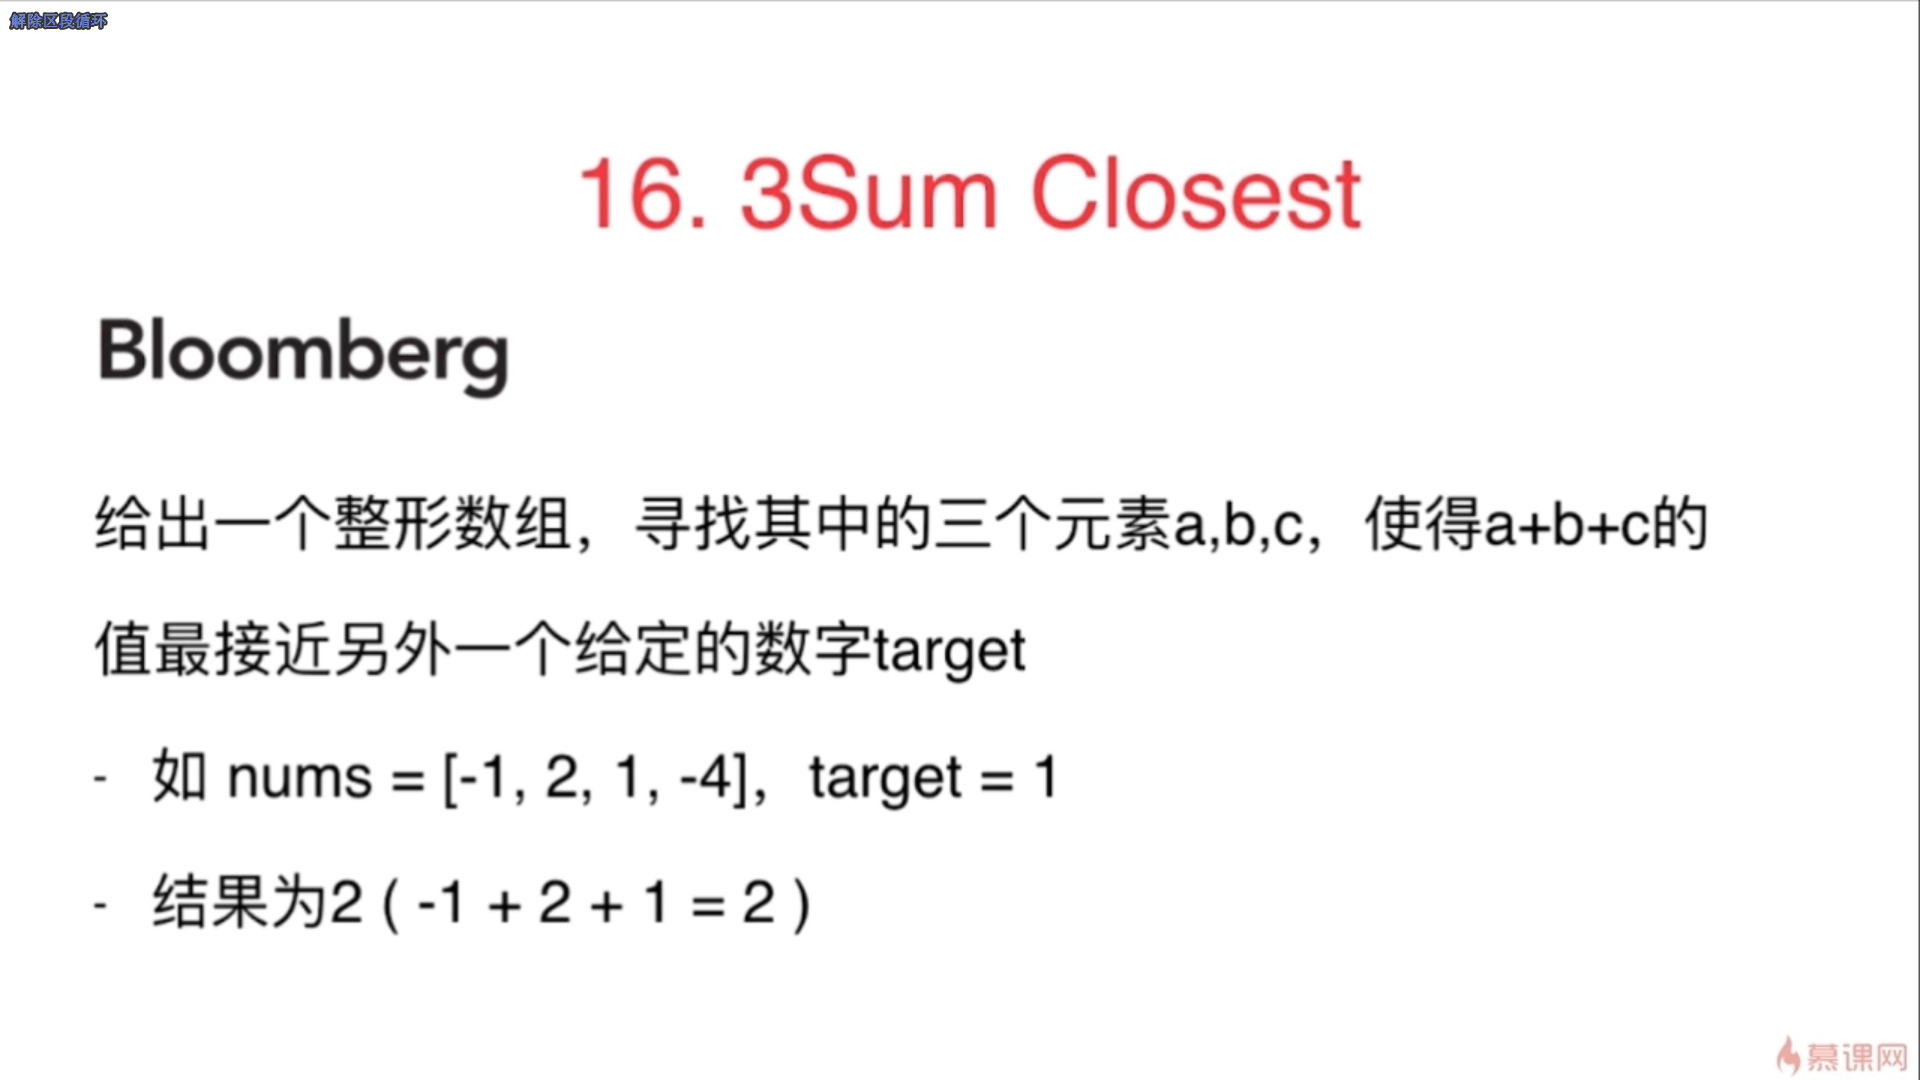 解除区段循环
16. 3Sum Closest
Bloomberg
给出一个整形数组，寻找其中的三个元素a,b,c，使得a+b+c的
值最接近另外一个给定的数字target
- 如 nums = [-1, 2, 1, -4]，target = 1
- 结果为2 ( -1 + 2 + 1 = 2 )
慕课网